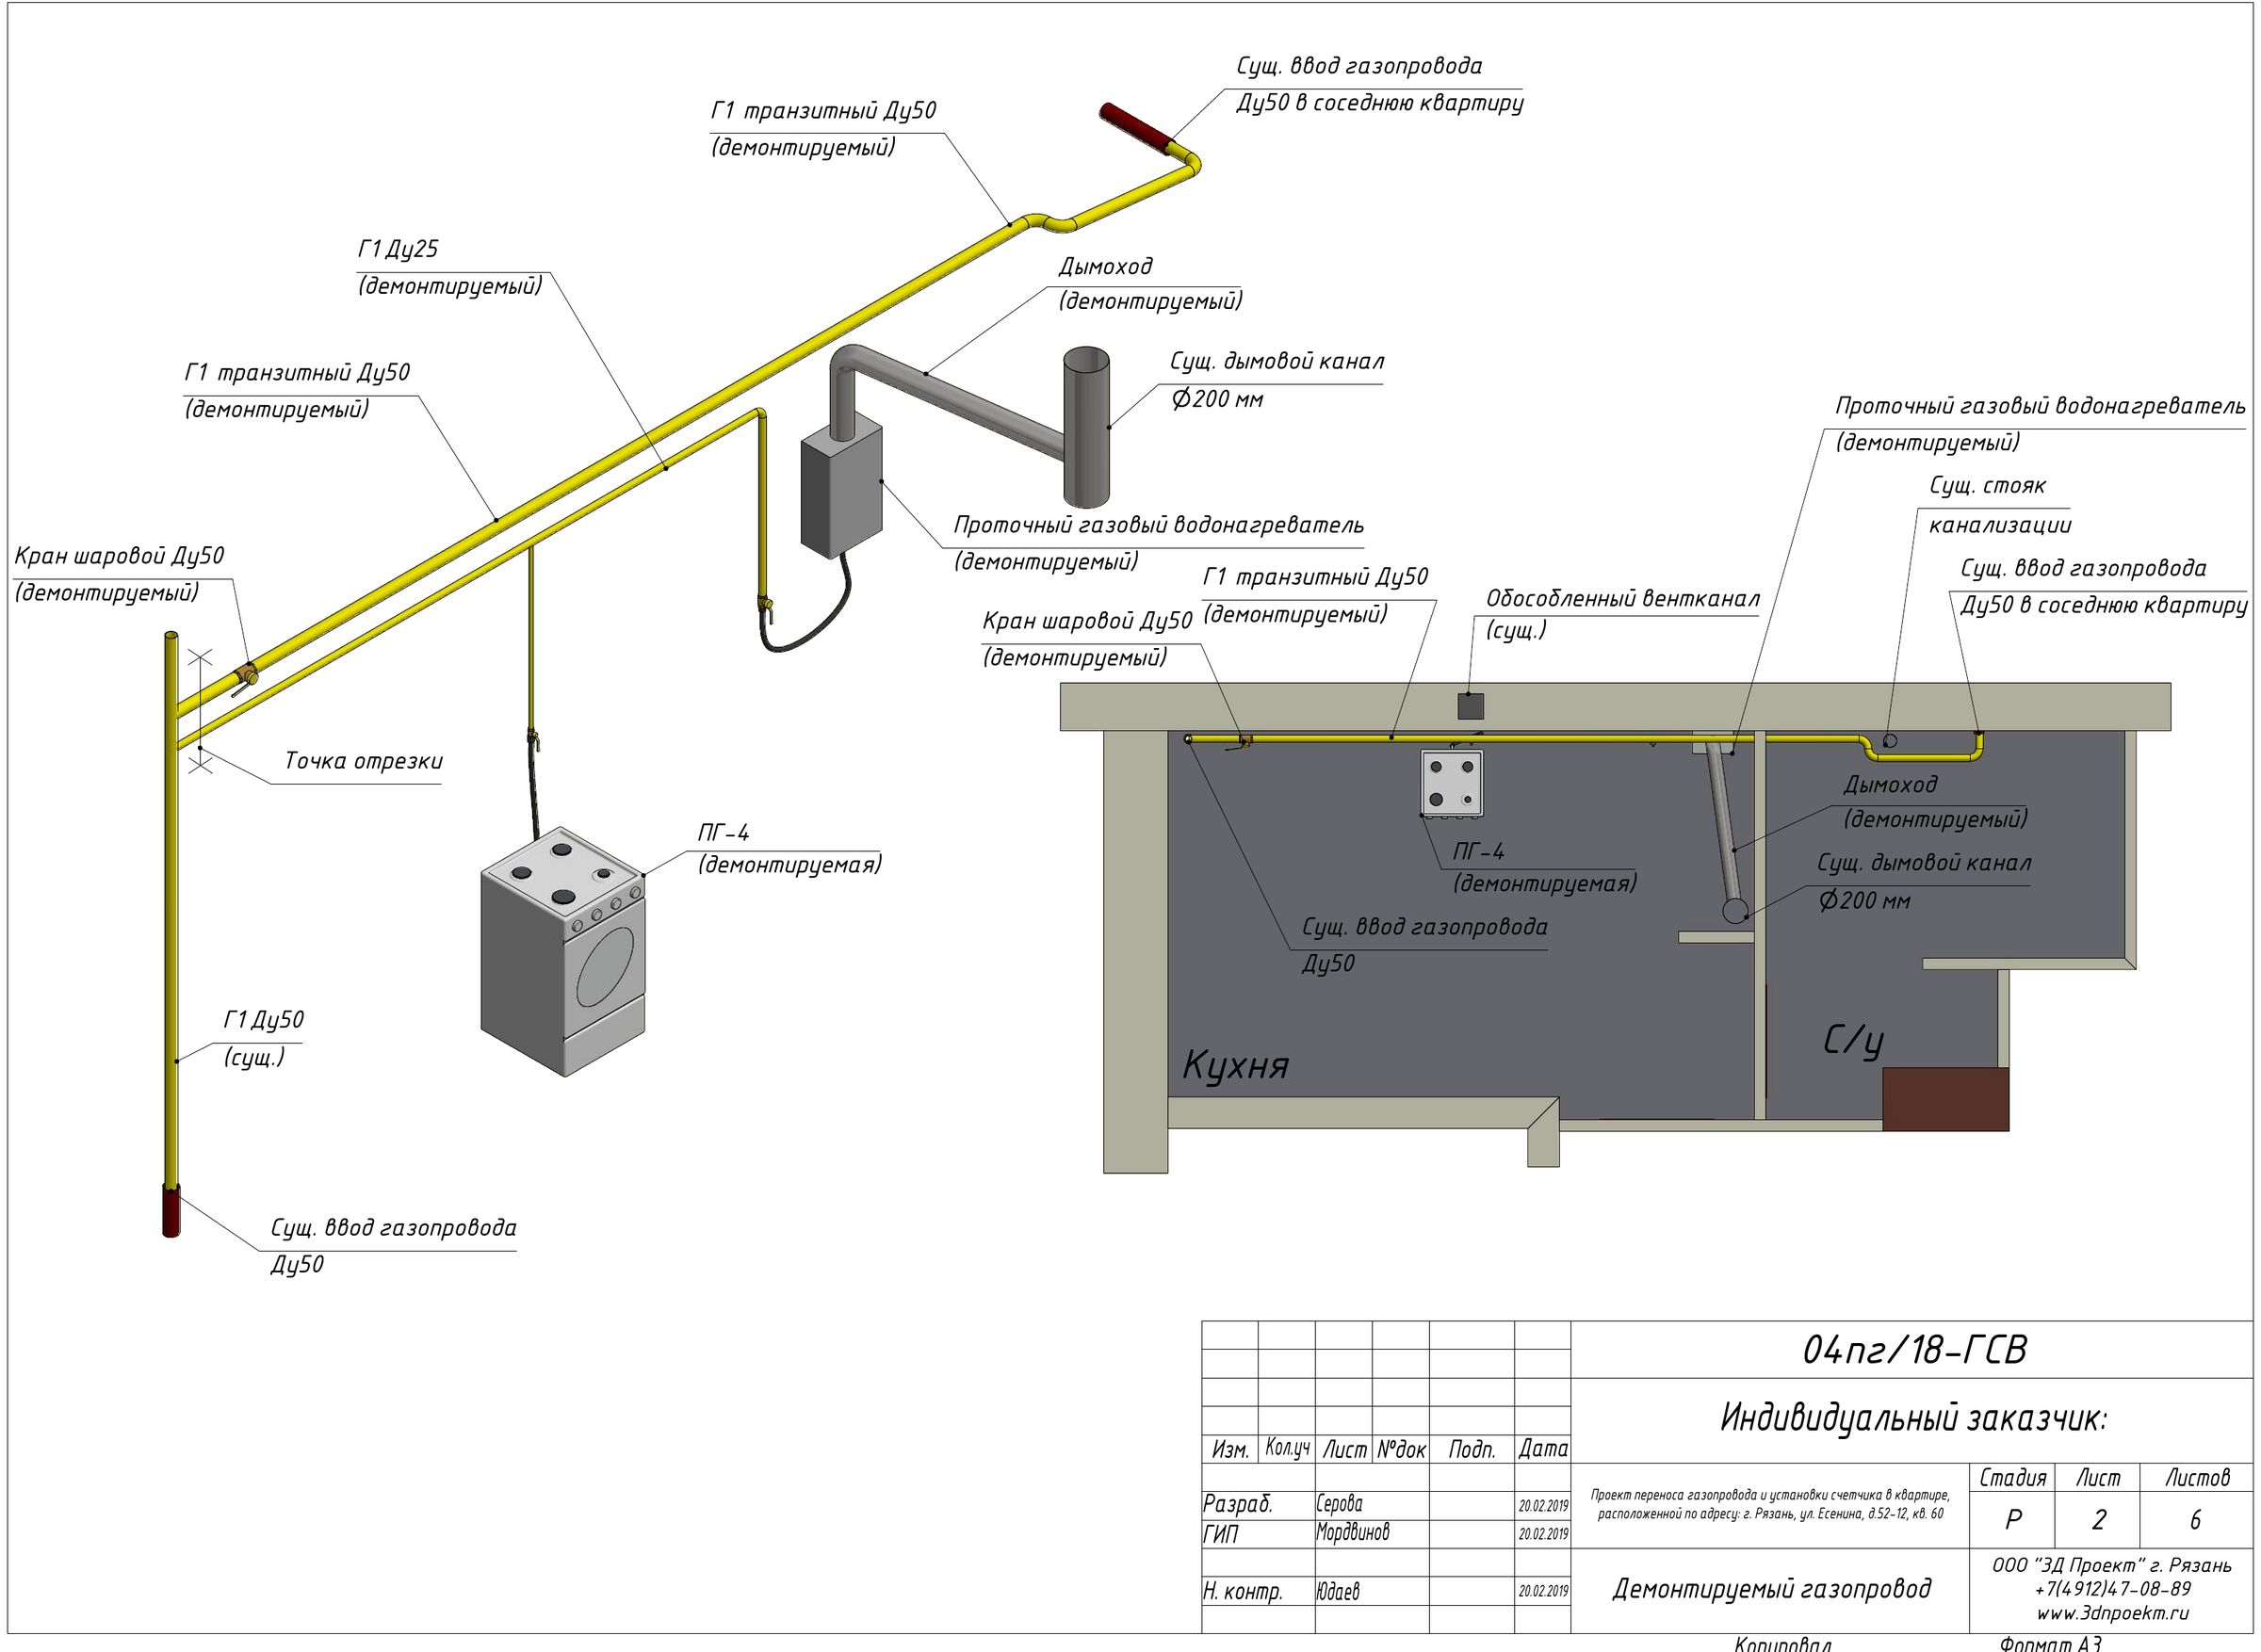 Сущ. ввод газопровода
Ду50 в соседнюю квартиру
Г1 транзитный Ду50
(демонтируемый)
Г1 Ду25
(демонтируемый)
Дымоход
(демонтируемый)
Г1 транзитный Ду50
(демонтируемый)
Сущ. дымовой канал
Ф200 мм
Кран шаровой Ду50
(демонтируемый)
Проточный газовый водонагреватель
(демонтируемый)
Точка отрезки
ПГ-4
(демонтируемая)
Г1 Ду50
(сущ.)
Сущ. ввод газопровода
Ду50
Проточный газовый водонагреватель
(демонтируемый)
Сущ. стояк
канализации
Сущ. ввод газопровода
Ду50 в соседнюю квартиру
Г1 транзитный Ду50
(демонтируемый)
Обособленный вентканал
(сущ.)
Кран шаровой Ду50
(демонтируемый)
Дымоход
(демонтируемый)
ПГ-4
(демонтируемая)
Сущ. дымовой канал
Ф200 мм
Сущ. ввод газопровода
Ду50
Кухня
С/у
04пг/18-ГСВ
Индивидуальный заказчик:
Изм. Кол.уч Лист №док Подп. Дата
Разраб. Серова 20.02.2019
ГИП Мордвинов 20.02.2019
Н. контр. Юдаев 20.02.2019
Проект переноса газопровода и установки счетчика в квартире,
расположенной по адресу: г. Рязань, ул. Есенина, д.52-12, кв. 60
Стадия Лист Листов
Р 2 6
Демонтируемый газопровод
ООО "3Д Проект" г. Рязань
+7(4912)47-08-89
www.3dпроект.ru
Копировал Формат А3